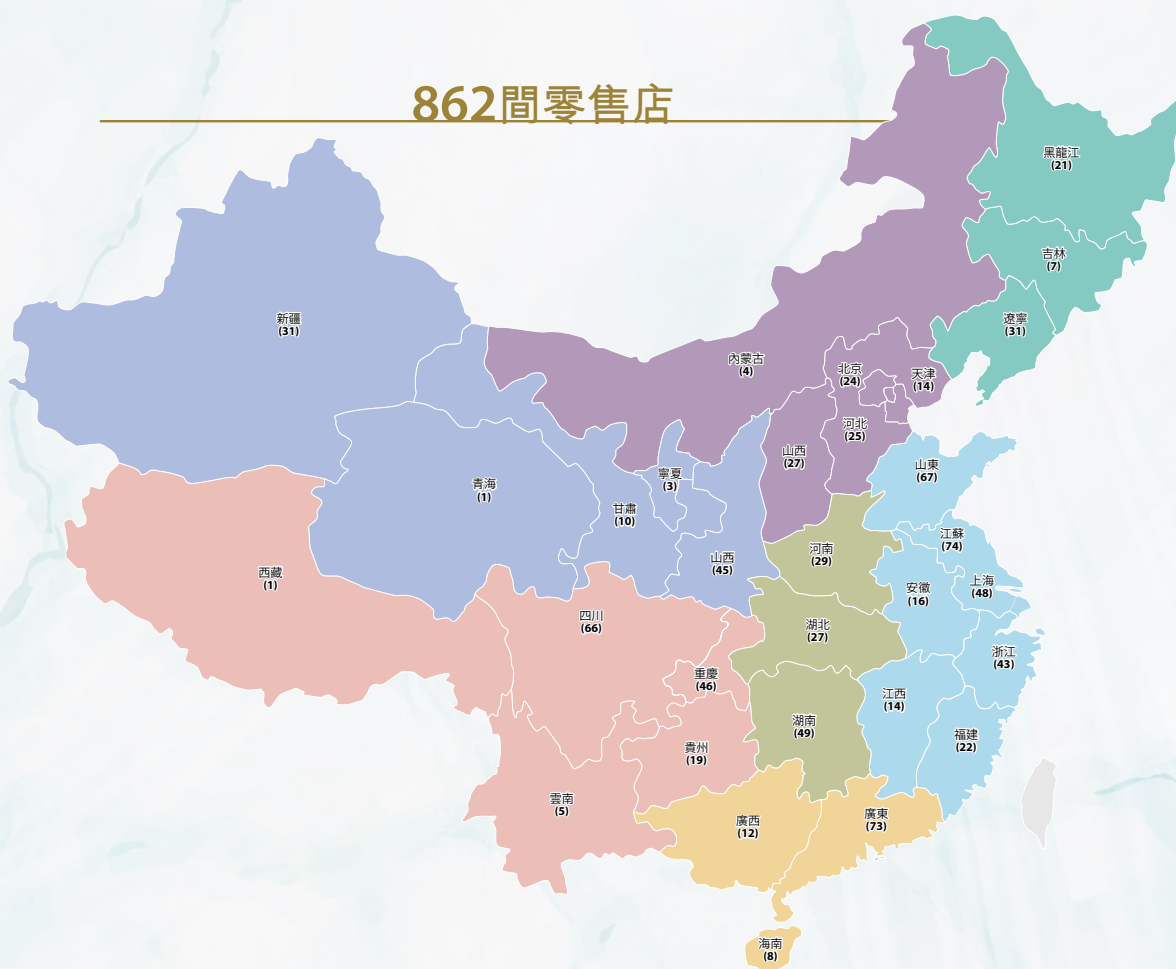 862間零售店
黑龍江
(21)
吉林
(7)
遼寧
(31)
新疆
(31)
內蒙古
(4)
北京
(24)
天津
(14)
河北
(25)
山西
(27)
山東
(67)
寧夏
(3)
青海
(1)
甘肅
(10)
山西
(45)
河南
(29)
江蘇
(74)
安徽
(16)
上海
(48)
西藏
(1)
四川
(66)
湖北
(27)
浙江
(43)
重慶
(46)
江西
(14)
湖南
(49)
福建
(22)
貴州
(19)
雲南
(5)
廣西
(12)
廣東
(73)
海南
(8)